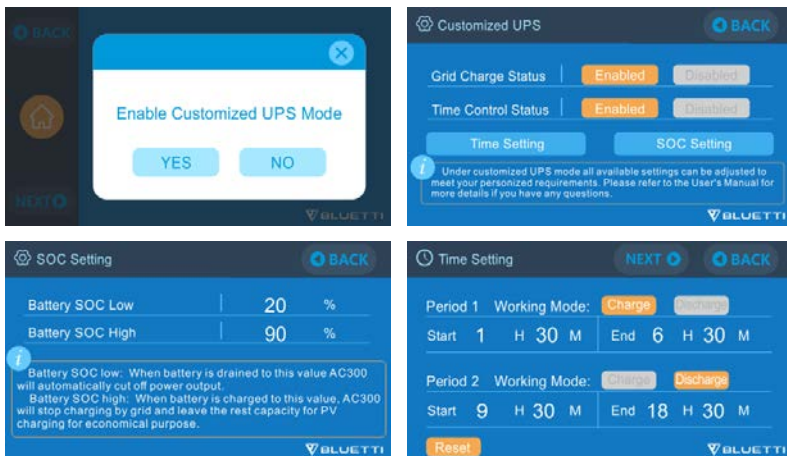 BACK
Enable Customized UPS Mode
YES NO
NEXT
BLUETTI
Customized UPS BACK
Grid Charge Status Enabled Disabled
Time Control Status Enabled Disabled
Time Setting SOC Setting
i Under customized UPS mode all available settings can be adjusted to
meet your personized requirements. Please refer to the User's Manual for
more details if you have any questions.
BLUETTI
SOC Setting BACK
Battery SOC Low 20 %
Battery SOC High 90 %
i Battery SOC low: When battery is drained to this value AC300
will automatically cut off power output.
Battery SOC high: When battery is charged to this value, AC300
will stop charging by grid and leave the rest capacity for PV
charging for economical purpose.
BLUETTI
Time Setting NEXT BACK
Period 1 Working Mode: Charge Discharge
Start 1 H 30 M End 6 H 30 M
Period 2 Working Mode: Charge Discharge
Start 9 H 30 M End 18 H 30 M
Reset BLUETTI